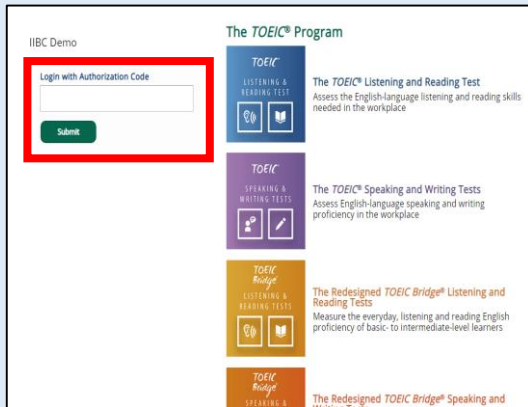 IIBC Demo
Login with Authorization Code
Submit
The TOEIC® Program
TOEIC®
LISTENING &
READING TEST
The TOEIC® Listening and Reading Test
Assess the English-language listening and reading skills
needed in the workplace
TOEIC®
SPEAKING &
WRITING TESTS
The TOEIC® Speaking and Writing Tests
Assess English-language speaking and writing
proficiency in the workplace
TOEIC
Bridge®
LISTENING &
READING TESTS
The Redesigned TOEIC Bridge® Listening and
Reading Tests
Measure the everyday, listening and reading English
proficiency of basic- to intermediate-level learners
TOEIC
Bridge®
SPEAKING &
The Redesigned TOEIC Bridge® Speaking and